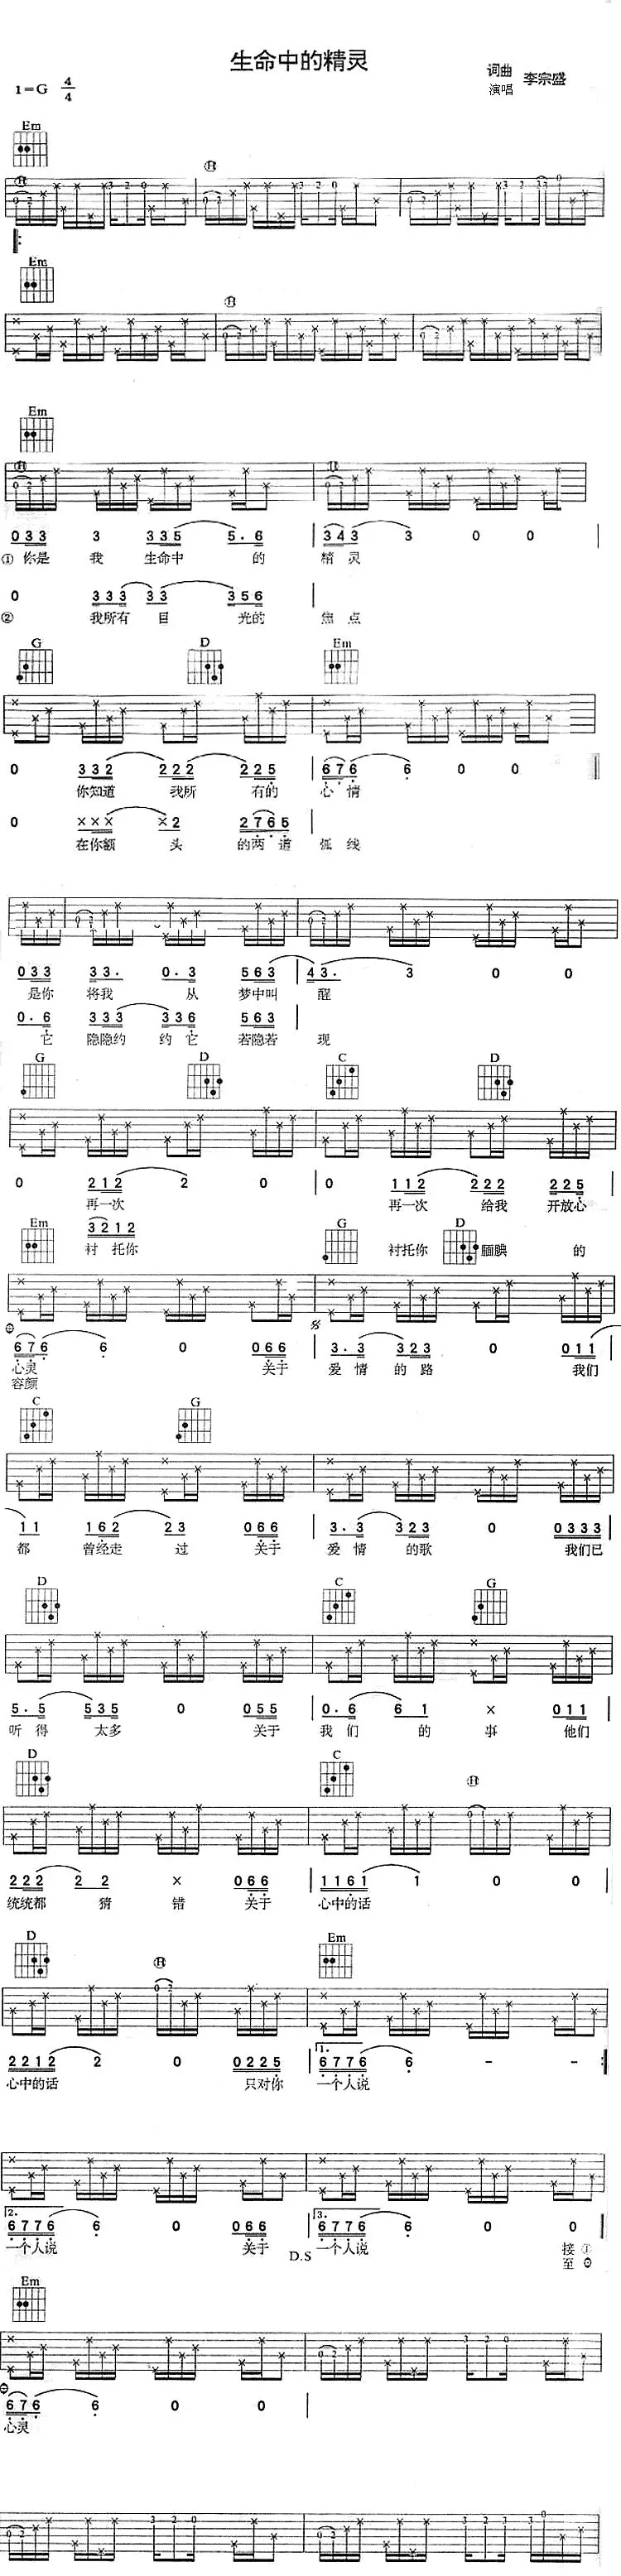 生命中的精灵
词曲 李宗盛
演唱
1=G 4/4
Em
Em
Em
0 3 3 3 3 3 5 5. 6 3 4 3 3 0 0
① 你是 我 生命中 的 精 灵
0 3 3 3 3 3 3 5 6
② 我所有 目 光的 焦 点
G D Em
0 3 3 2 2 2 2 2 2 5 6 7 6 6 0 0
你知道 我所 有的 心 情
0 × × × × 2 2 7 6 5
在你额 头 的两 道 弧 线
0 3 3 3 3. 0. 3 5 6 3 4 3. 3 0 0
是你 将我 从 梦中叫 醒
0. 6 3 3 3 3 3 6 5 6 3
它 隐隐约 约 它 若隐若 现
G D C D
0 2 1 2 2 0 0 1 1 2 2 2 2 2 2 5
再一次 再一次 给我 开放心
Em 3 2 1 2 G D
衬 托你 衬托你 腼腆 的
6 7 6 6 0 0 6 6 3. 3 3 2 3 0 0 1 1
心灵 关于 爱 情 的 路 我们
容颜
C G
1 1 1 6 2 2 3 0 6 6 3. 3 3 2 3 0 0 3 3 3
都 曾经走 过 关于 爱 情 的歌 我们已
D C G
5. 5 5 3 5 0 0 5 5 0. 6 6 1 × 0 1 1
听 得 太多 关于 我 们 的 事 他们
D C
2 2 2 2 2 × 0 6 6 1 1 6 1 1 0 0
统统都 猜 错 关于 心中的话
D Em
2 2 1 2 2 0 0 2 2 5 1. 6 7 7 6 6 - -
心中的话 只对你 一个人说
2. 6 7 7 6 6 0 0 6 6 3. 6 7 7 6 6 0 0
一个人说 关于 D.S 一个人说 接 ①
至
Em
6 7 6 6 0 0
心灵